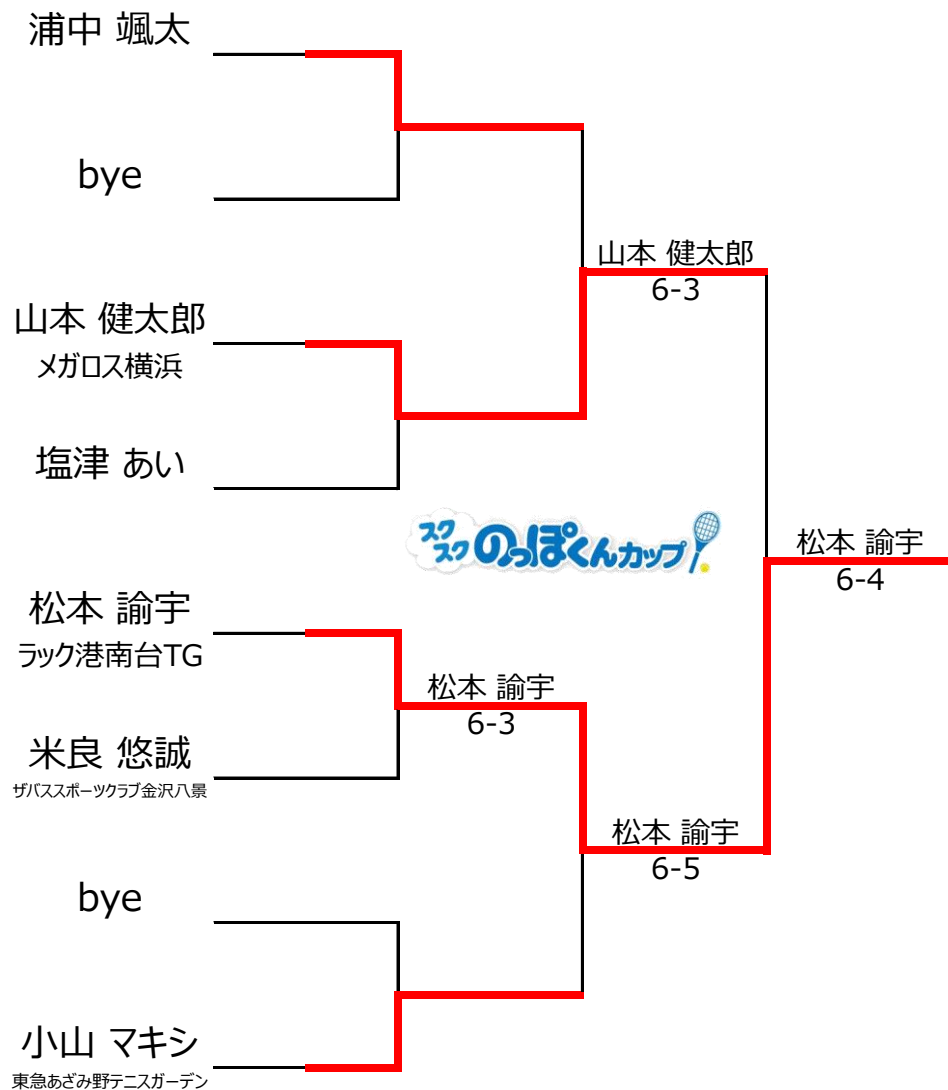 浦中 颯太
bye
山本 健太郎
6-3
山本 健太郎
メガロス横浜
塩津 あい
スク
スク のっぽくんカップ
松本 諭宇
6-4
松本 諭宇
ラック港南台TG
松本 諭宇
6-3
米良 悠誠
ザバススポーツクラブ金沢八景
松本 諭宇
6-5
bye
小山 マキシ
東急あざみ野テニスガーデン